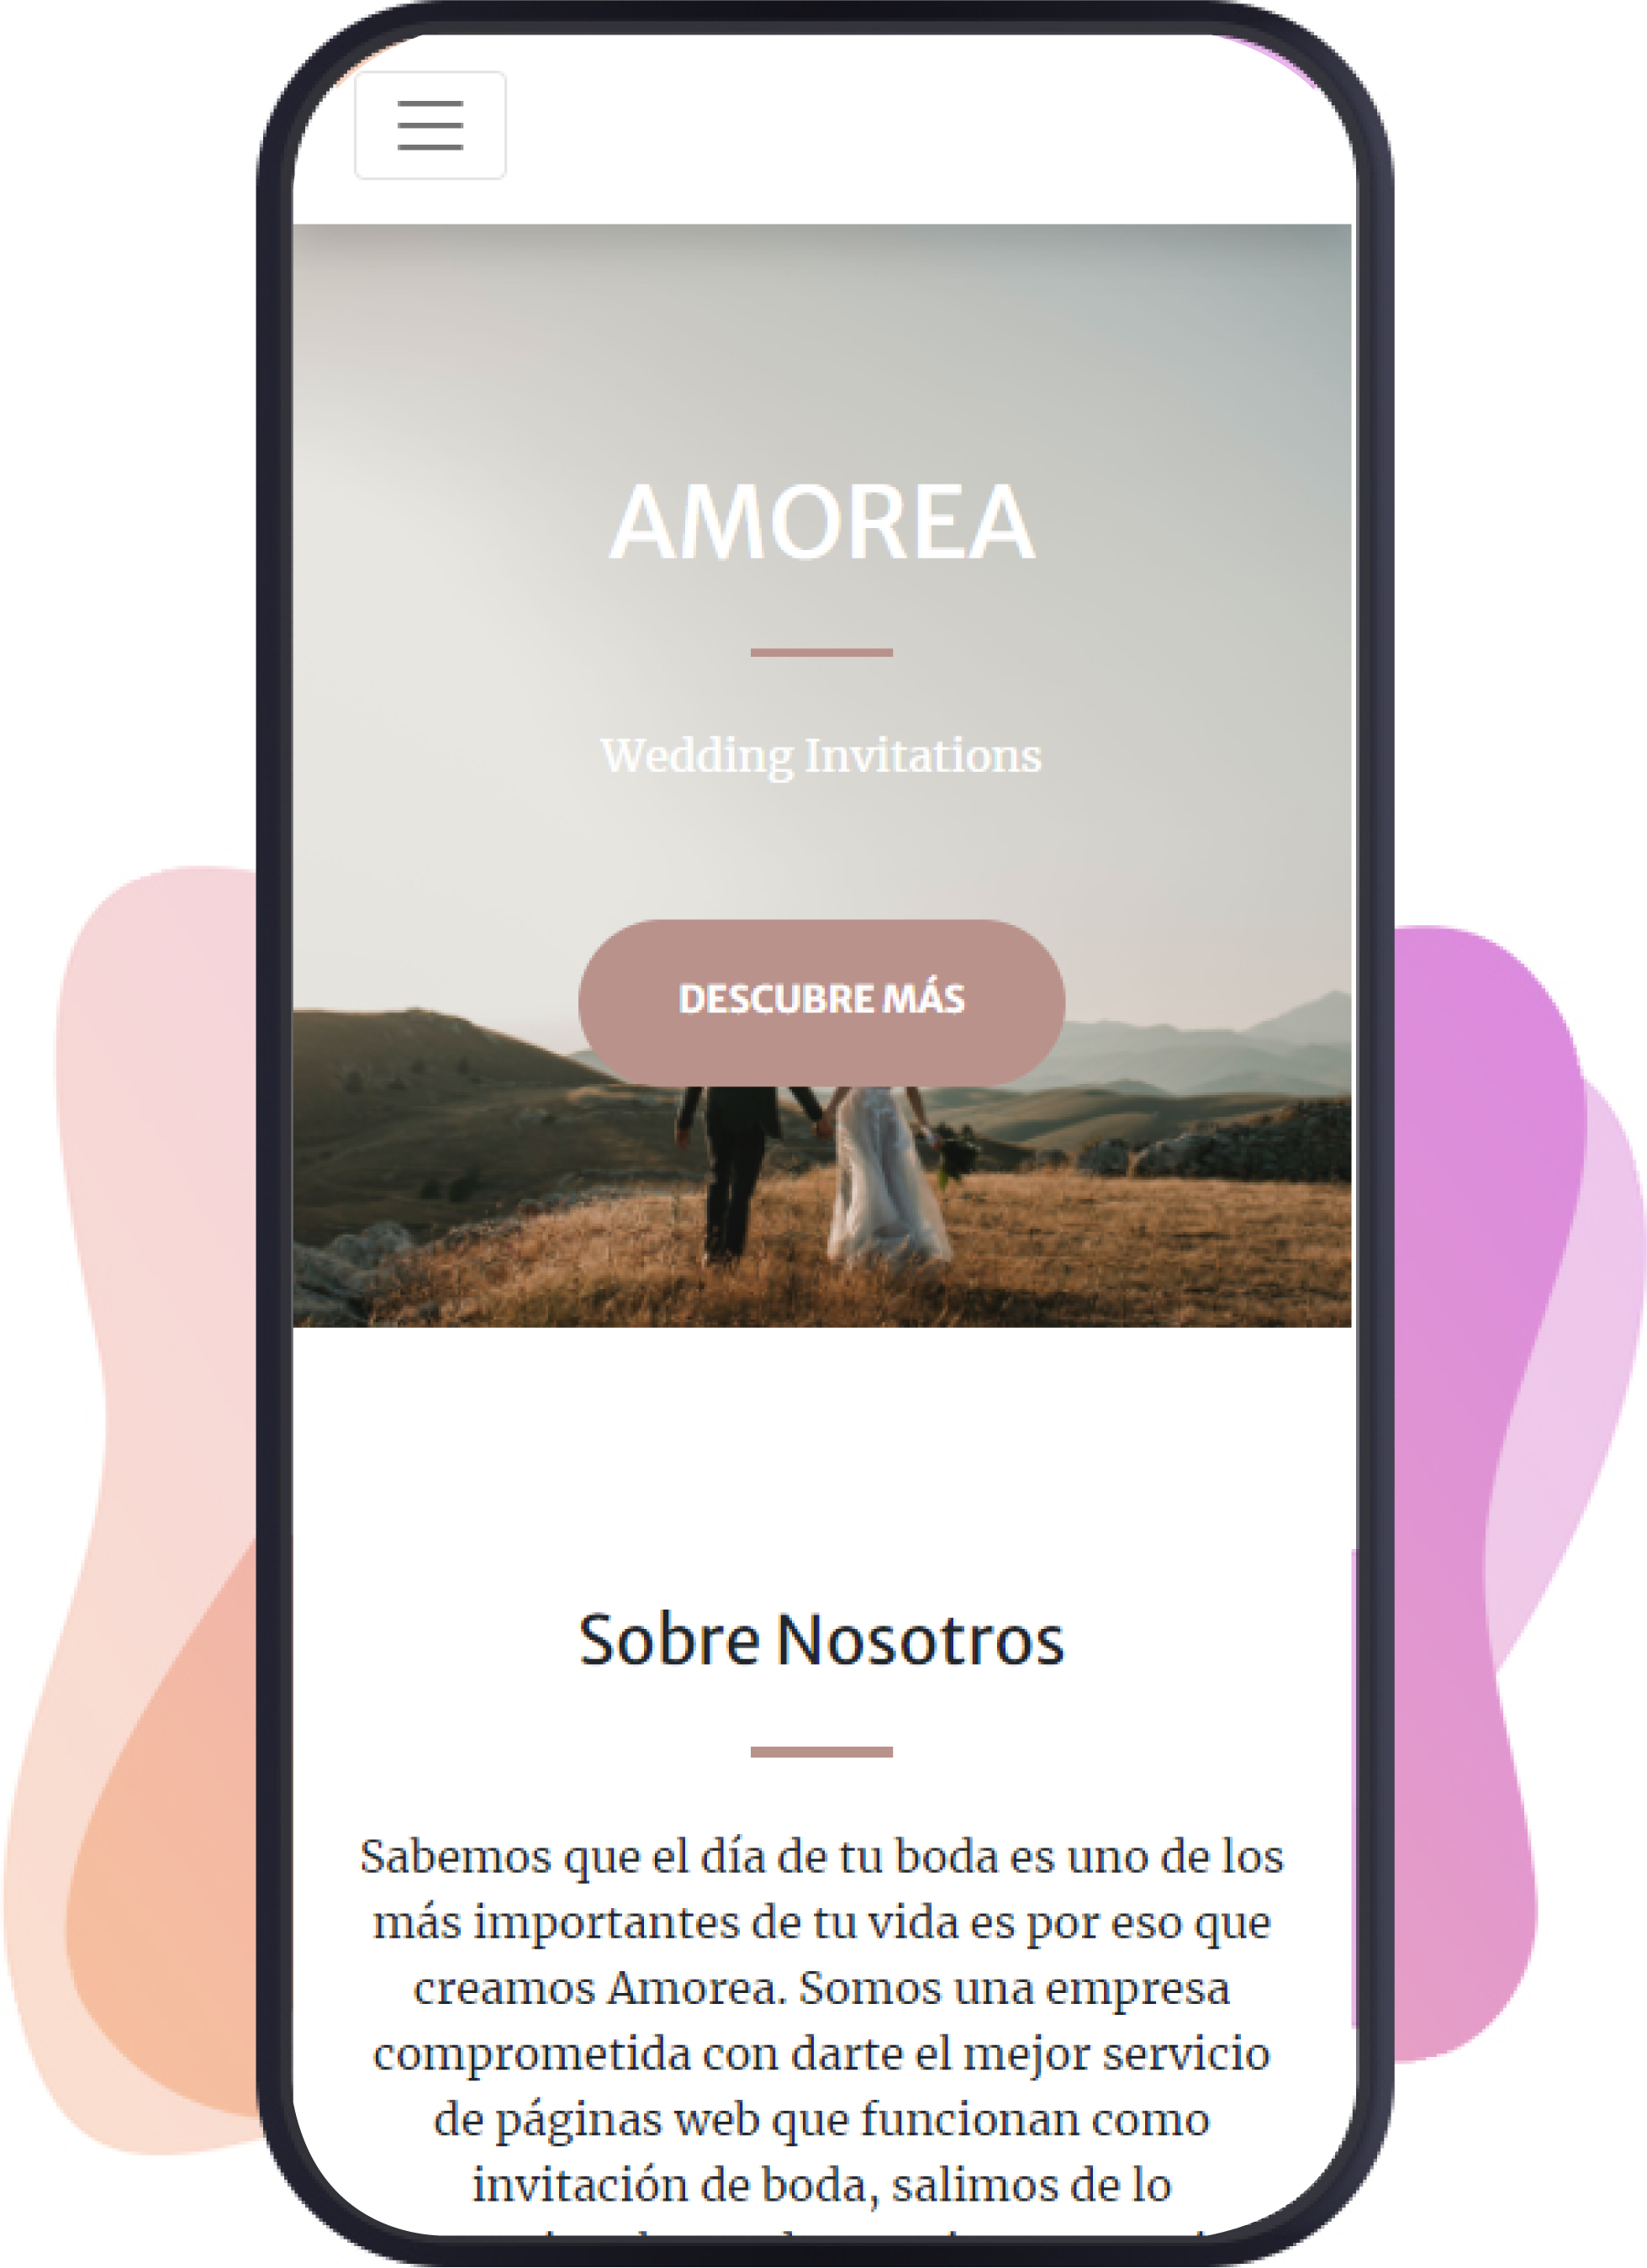 AMOREA
Wedding Invitations
DESCUBRE MÁS
Sobre Nosotros
Sabemos que el día de tu boda es uno de los
más importantes de tu vida es por eso que
creamos Amorea. Somos una empresa
comprometida con darte el mejor servicio
de páginas web que funcionan como
invitación de boda, salimos de lo